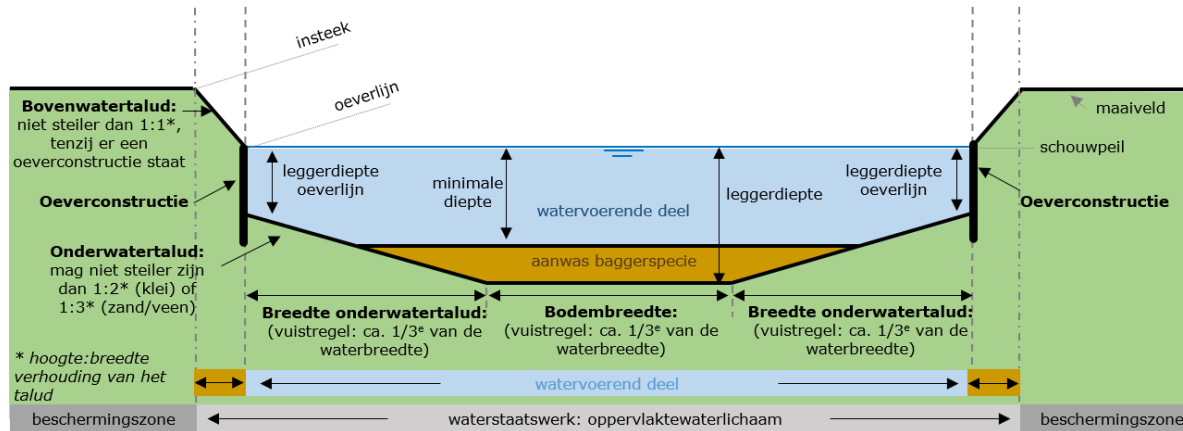 insteek
oeverlijn
Bovenwatertalud:
niet steiler dan 1:1*,
tenzij er een
oeverconstructie staat
maaiveld
schouwpeil
leggerdiepte
oeverlijn
minimale
diepte
leggerdiepte
leggerdiepte
oeverlijn
Oeverconstructie
watervoerende deel
Oeverconstructie
Onderwatertalud:
mag niet steiler zijn
dan 1:2* (klei) of
1:3* (zand/veen)
aanwas baggerspecie
Breedte onderwatertalud:
(vuistregel: ca. 1/3ᵉ van de
waterbreedte)
Bodembreedte:
(vuistregel: ca. 1/3ᵉ van de
waterbreedte)
Breedte onderwatertalud:
(vuistregel: ca. 1/3ᵉ van de
waterbreedte)
* hoogte:breedte
verhouding van het
talud
watervoerend deel
beschermingszone
waterstaatswerk: oppervlaktewaterlichaam
beschermingszone